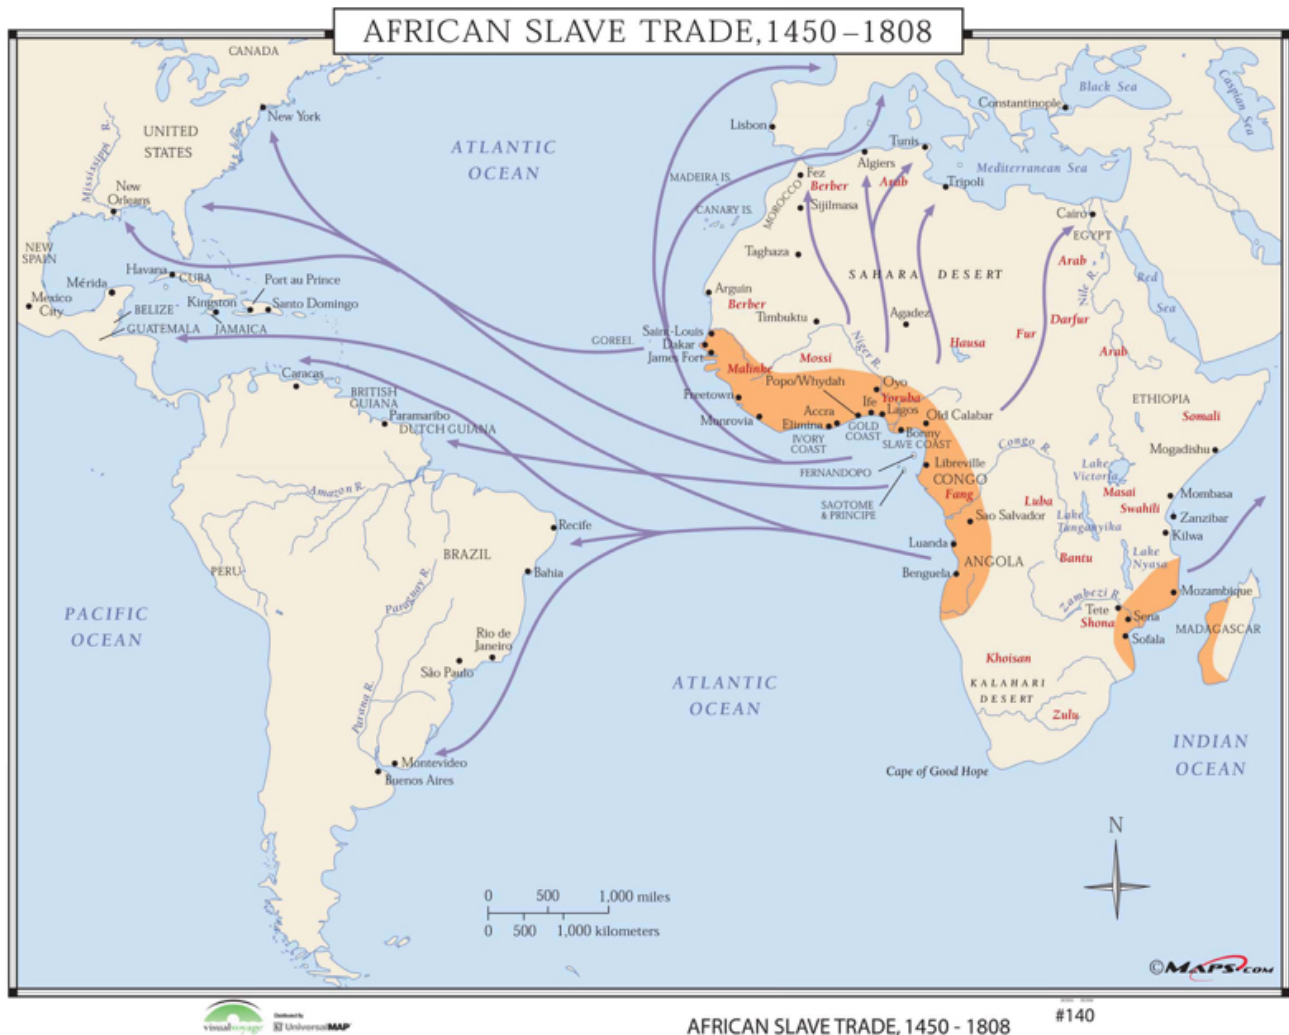 AFRICAN SLAVE TRADE, 1450–1808
CANADA
New York
UNITED
STATES
Mississippi R.
New
Orleans
ATLANTIC
OCEAN
NEW
SPAIN
Mexico
City
Mérida
Havana
CUBA
Port au Prince
Kingston
Santo Domingo
BELIZE
GUATEMALA
JAMAICA
Caracas
BRITISH
GUIANA
Paramaribo
DUTCH GUIANA
Amazon R.
Recife
BRAZIL
Bahia
PERU
Paraguay R.
Rio de
Janeiro
São Paulo
Parana R.
Montevideo
Buenos Aires
PACIFIC
OCEAN
ATLANTIC
OCEAN
Lisbon
Constantinople
Black Sea
Caspian Sea
Mediterranean Sea
Tunis
Algiers
Tripoli
MADEIRA IS.
CANARY IS.
Fez
Berber
Arab
MOROCCO
Sijilmasa
Taghaza
SAHARA DESERT
Cairo
EGYPT
Arab
Nile R.
Red
Sea
Arguin
Berber
Timbuktu
Agadez
Hausa
Fur
Darfur
Arab
GOREEL
Saint-Louis
Dakar
James Fort
Malinke
Mossi
Niger R.
Popo/Whydah
Oyo
Yoruba
Ife
Lagos
Freetown
Monrovia
Accra
Elimina
IVORY
COAST
GOLD
COAST
Old Calabar
Bonny
SLAVE COAST
FERNANDOPO
SAOTOME
& PRINCIPE
Libreville
CONGO
Fang
Congo R.
ETHIOPIA
Somali
Mogadishu
Lake
Victoria
Masai
Mombasa
Swahili
Zanzibar
Kilwa
Luba
Lake
Tanganyika
Sao Salvador
Luanda
ANGOLA
Benguela
Bantu
Lake
Nyasa
Zambezi R.
Mozambique
Tete
Shona
Sena
Sofala
MADAGASCAR
Khoisan
KALAHARI
DESERT
Zulu
Cape of Good Hope
INDIAN
OCEAN
N
0 500 1,000 miles
0 500 1,000 kilometers
©MAPS.COM
visualvoyage
Distributed by
UniversalMAP
AFRICAN SLAVE TRADE, 1450 - 1808
#140